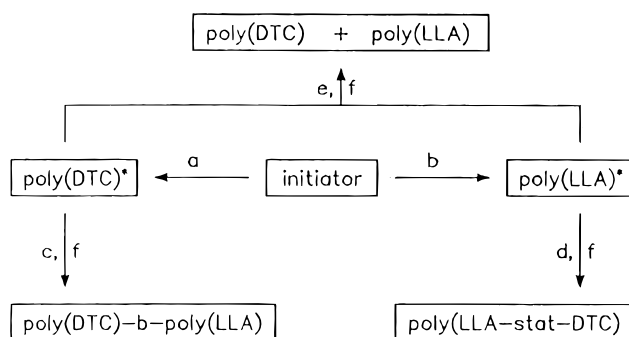 poly(DTC) + poly(LLA)
e, f
a b
poly(DTC)* initiator poly(LLA)*
c, f d, f
poly(DTC)-b-poly(LLA) poly(LLA-stat-DTC)